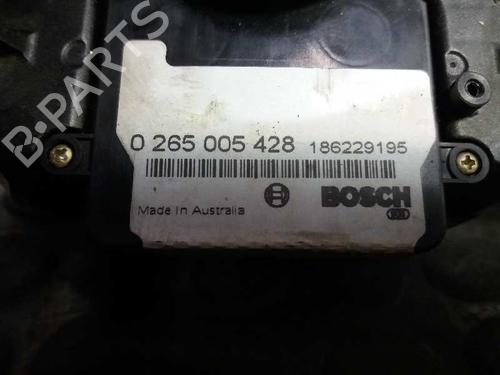 B-PARTS
0 265 005 428 186229195
Made In Australia
BOSCH